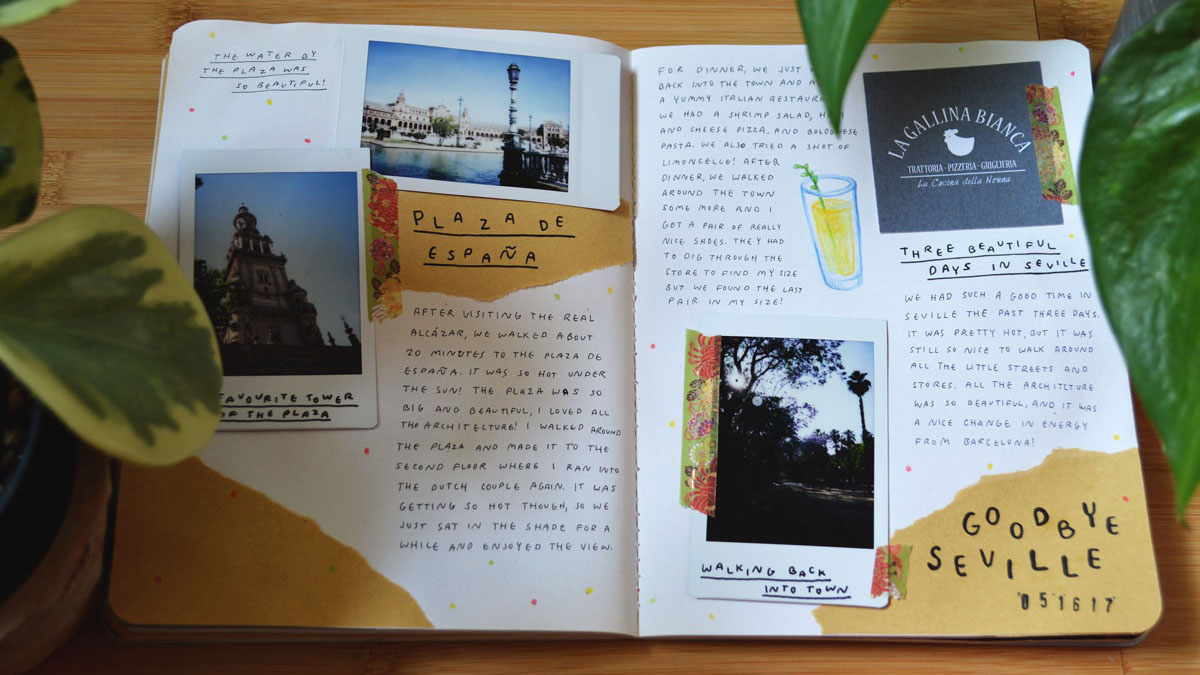 THE WATER BY
THE PLAZA WAS
SO BEAUTIFUL!
FAVOURITE TOWER
OF THE PLAZA
PLAZA DE
ESPAÑA
AFTER VISITING THE REAL
ALCÁZAR, WE WALKED ABOUT
20 MINUTES TO THE PLAZA DE
ESPAÑA. IT WAS SO HOT UNDER
THE SUN! THE PLAZA WAS SO
BIG AND BEAUTIFUL, I LOVED ALL
THE ARCHITECTURE! I WALKED AROUND
THE PLAZA AND MADE IT TO THE
SECOND FLOOR WHERE I RAN INTO
THE DUTCH COUPLE AGAIN. IT WAS
GETTING SO HOT THOUGH, SO WE
JUST SAT IN THE SHADE FOR A
WHILE AND ENJOYED THE VIEW.
FOR DINNER, WE JUST
BACK INTO THE TOWN AND
A YUMMY ITALIAN RESTAURANT
WE HAD A SHRIMP SALAD, HAM
AND CHEESE PIZZA, AND BOLOGNESE
PASTA. WE ALSO TRIED A SHOT OF
LIMONCELLO! AFTER
DINNER, WE WALKED
AROUND THE TOWN
SOME MORE AND I
GOT A PAIR OF REALLY
NICE SHOES. THEY HAD
TO DIG THROUGH THE
STORE TO FIND MY SIZE
BUT WE FOUND THE LAST
PAIR IN MY SIZE!
WALKING BACK
INTO TOWN
LA GALLINA BIANCA
TRATTORIA · PIZZERIA · GRIGLIERIA
La Cucina della Nonna
THREE BEAUTIFUL
DAYS IN SEVILLE
WE HAD SUCH A GOOD TIME IN
SEVILLE THE PAST THREE DAYS.
IT WAS PRETTY HOT, BUT IT WAS
STILL SO NICE TO WALK AROUND
ALL THE LITTLE STREETS AND
STORES. ALL THE ARCHITCTURE
WAS SO BEAUTIFUL, AND IT WAS
A NICE CHANGE IN ENERGY
FROM BARCELONA!
GOODBYE
SEVILLE
'051617